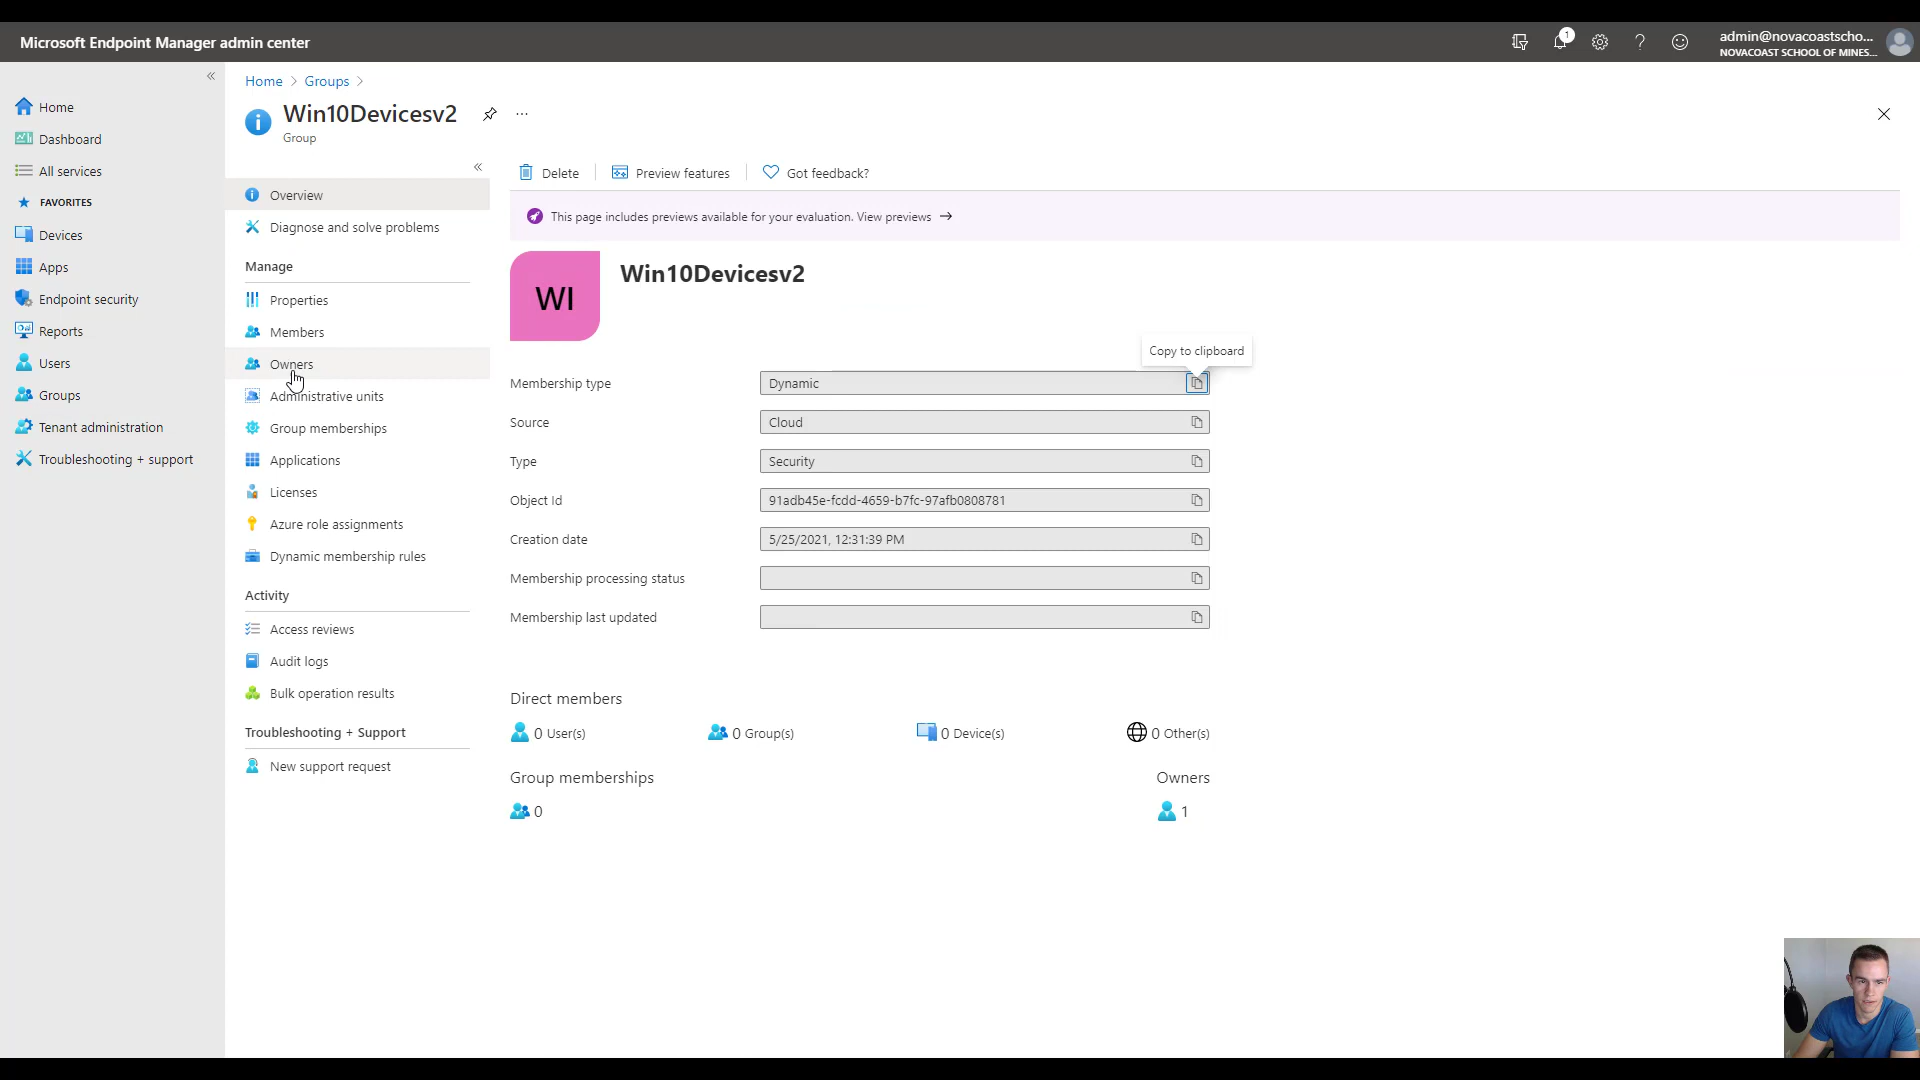 Microsoft Endpoint Manager admin center
1
admin@novacoastscho...
NOVACOAST SCHOOL OF MINES...
Home
Dashboard
All services
FAVORITES
Devices
Apps
Endpoint security
Reports
Users
Groups
Tenant administration
Troubleshooting + support
Home > Groups >
Win10Devicesv2
Group
Overview
Diagnose and solve problems
Manage
Properties
Members
Owners
Administrative units
Group memberships
Applications
Licenses
Azure role assignments
Dynamic membership rules
Activity
Access reviews
Audit logs
Bulk operation results
Troubleshooting + Support
New support request
Delete
Preview features
Got feedback?
This page includes previews available for your evaluation. View previews →
WI
Win10Devicesv2
Copy to clipboard
Membership type Dynamic
Source Cloud
Type Security
Object Id 91adb45e-fcdd-4659-b7fc-97afb0808781
Creation date 5/25/2021, 12:31:39 PM
Membership processing status
Membership last updated
Direct members
0 User(s) 0 Group(s) 0 Device(s) 0 Other(s)
Group memberships Owners
0 1